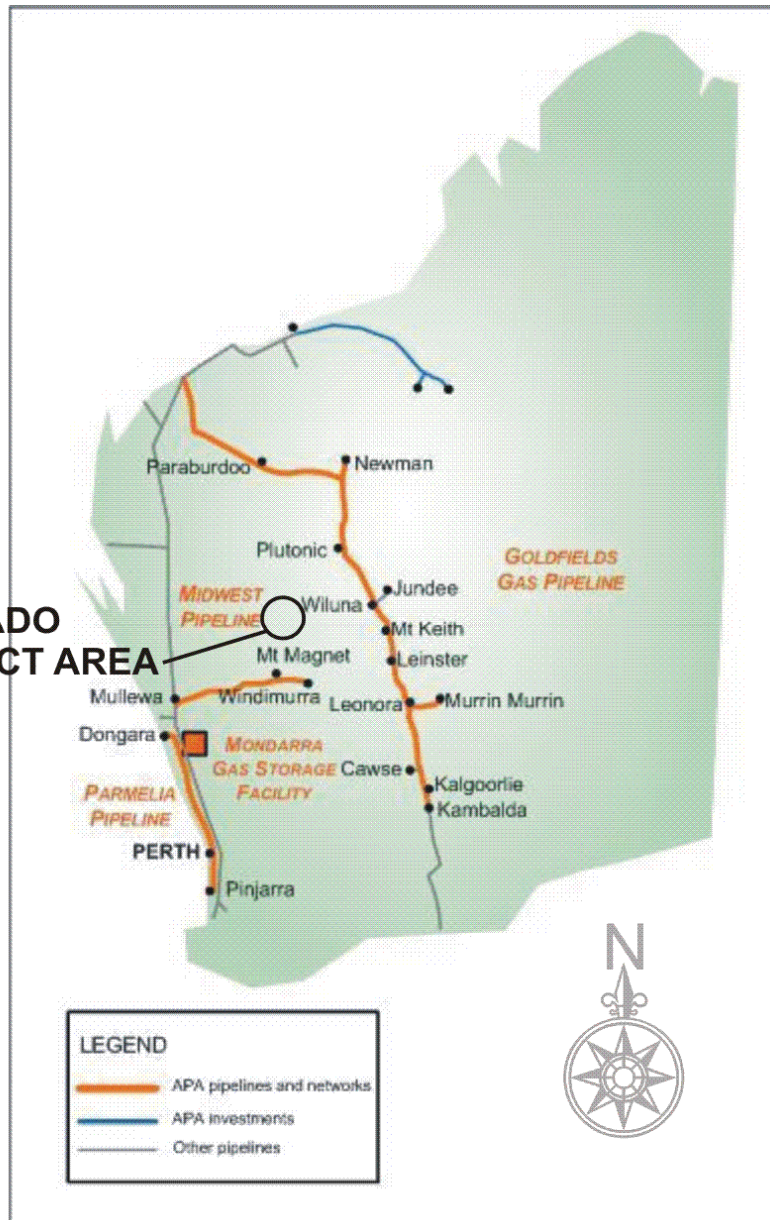 Paraburdoo
Newman
Plutonic
GOLDFIELDS
GAS PIPELINE
Jundee
MIDWEST
PIPELINE
Wiluna
ADO
CT AREA
Mt Keith
Mt Magnet
Leinster
Mullewa
Windimurra
Leonora
Murrin Murrin
Dongara
MONDARRA
GAS STORAGE
FACILITY
Cawse
Kalgoorlie
PARMELIA
PIPELINE
Kambalda
PERTH
Pinjarra
N
LEGEND
APA pipelines and networks
APA investments
Other pipelines